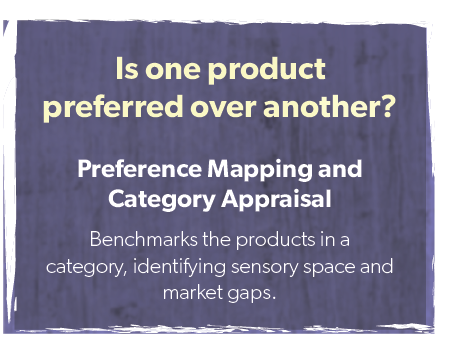 Is one product
preferred over another?
Preference Mapping and
Category Appraisal
Benchmarks the products in a
category, identifying sensory space and
market gaps.